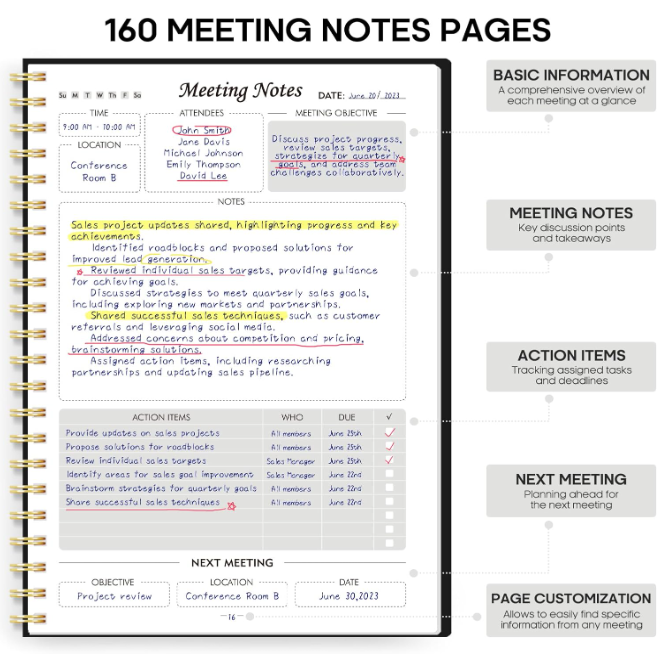 160 MEETING NOTES PAGES
Su M T W Th F Sa
Meeting Notes
DATE: June 20/ 2023
TIME
9:00 AM - 10:00 AM
LOCATION
Conference
Room B
ATTENDEES
John Smith
Jane Davis
Michael Johnson
Emily Thompson
David Lee
MEETING OBJECTIVE
Discuss project progress,
review sales targets,
strategize for quarterly
goals, and address team
challenges collaboratively.
NOTES
Sales project updates shared, highlighting progress and key
achievements.
Identified roadblocks and proposed solutions for
improved lead generation.
Reviewed individual sales targets, providing guidance
for achieving goals.
Discussed strategies to meet quarterly sales goals,
including exploring new markets and partnerships.
Shared successful sales techniques, such as customer
referrals and leveraging social media.
Addressed concerns about competition and pricing,
brainstorming solutions.
Assigned action items, including researching
partnerships and updating sales pipeline.
ACTION ITEMS WHO DUE ✓
Provide updates on sales projects All members June 25th
Propose solutions for roadblocks All members June 25th
Review individual sales targets Sales Manager June 25th
Identify areas for sales goal improvement Sales Manager June 22nd
Brainstorm strategies for quarterly goals All members June 22nd
Share successful sales techniques All members June 22nd
NEXT MEETING
OBJECTIVE
Project review
LOCATION
Conference Room B
DATE
June 30,2023
16
BASIC INFORMATION
A comprehensive overview of
each meeting at a glance
MEETING NOTES
Key discussion points
and takeaways
ACTION ITEMS
Tracking assigned tasks
and deadlines
NEXT MEETING
Planning ahead for
the next meeting
PAGE CUSTOMIZATION
Allows to easily find specific
information from any meeting